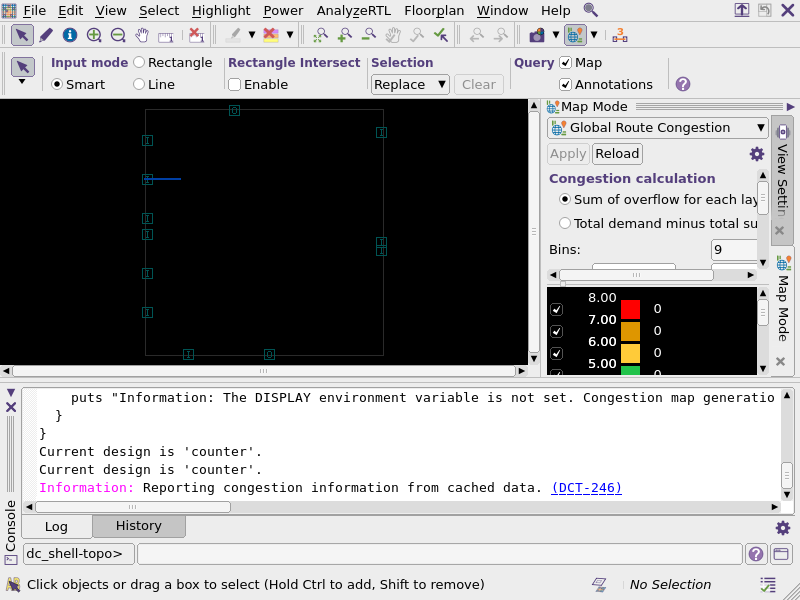 File Edit View Select Highlight Power AnalyzeRTL Floorplan Window Help
Input mode Rectangle Rectangle Intersect Selection Query Map
Smart Line Enable Replace Clear Annotations
Map Mode
Global Route Congestion
Apply Reload
Congestion calculation
Sum of overflow for each lay
Total demand minus total su
Bins: 9
8.00
0
7.00
0
6.00
0
5.00
View Settin
Map Mode
O
I
I
I
I
I
I
I
I
I
I
O
puts "Information: The DISPLAY environment variable is not set. Congestion map generatio
}
}
Current design is 'counter'.
Current design is 'counter'.
Information: Reporting congestion information from cached data. (DCT-246)
Console
Log History
dc_shell-topo>
Click objects or drag a box to select (Hold Ctrl to add, Shift to remove) No Selection